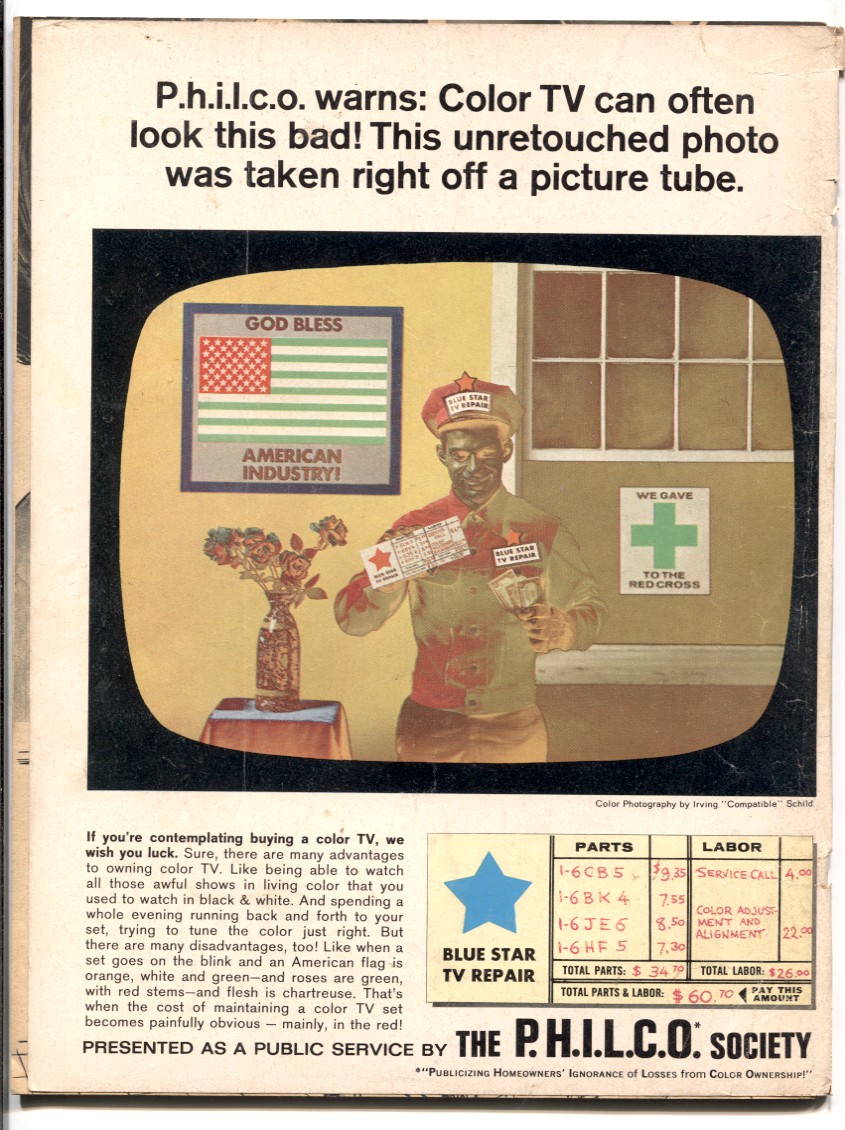 P.h.i.l.c.o. warns: Color TV can often
look this bad! This unretouched photo
was taken right off a picture tube.
GOD BLESS
AMERICAN
INDUSTRY!
BLUE STAR
TV REPAIR
LABOR
BLUE STAR
TV REPAIR
BLUE STAR
TV REPAIR
WE GAVE
TO THE
RED CROSS
Color Photography by Irving "Compatible" Schild
If you're contemplating buying a color TV, we
wish you luck. Sure, there are many advantages
to owning color TV. Like being able to watch
all those awful shows in living color that you
used to watch in black & white. And spending a
whole evening running back and forth to your
set, trying to tune the color just right. But
there are many disadvantages, too! Like when a
set goes on the blink and an American flag is
orange, white and green—and roses are green,
with red stems—and flesh is chartreuse. That's
when the cost of maintaining a color TV set
becomes painfully obvious — mainly, in the red!
BLUE STAR
TV REPAIR
PARTS LABOR
1-6CB5 $9.35 SERVICE CALL 4.00
1-6BK4 7.55
1-6JE6 8.50 COLOR ADJUST-
MENT AND
ALIGNMENT 22.00
1-6HF5 7.30
TOTAL PARTS: $34.70 TOTAL LABOR: $26.00
TOTAL PARTS & LABOR: $60.70 PAY THIS
AMOUNT
PRESENTED AS A PUBLIC SERVICE BY THE P.H.I.L.C.O.* SOCIETY
*"PUBLICIZING HOMEOWNERS' IGNORANCE OF LOSSES FROM COLOR OWNERSHIP!"